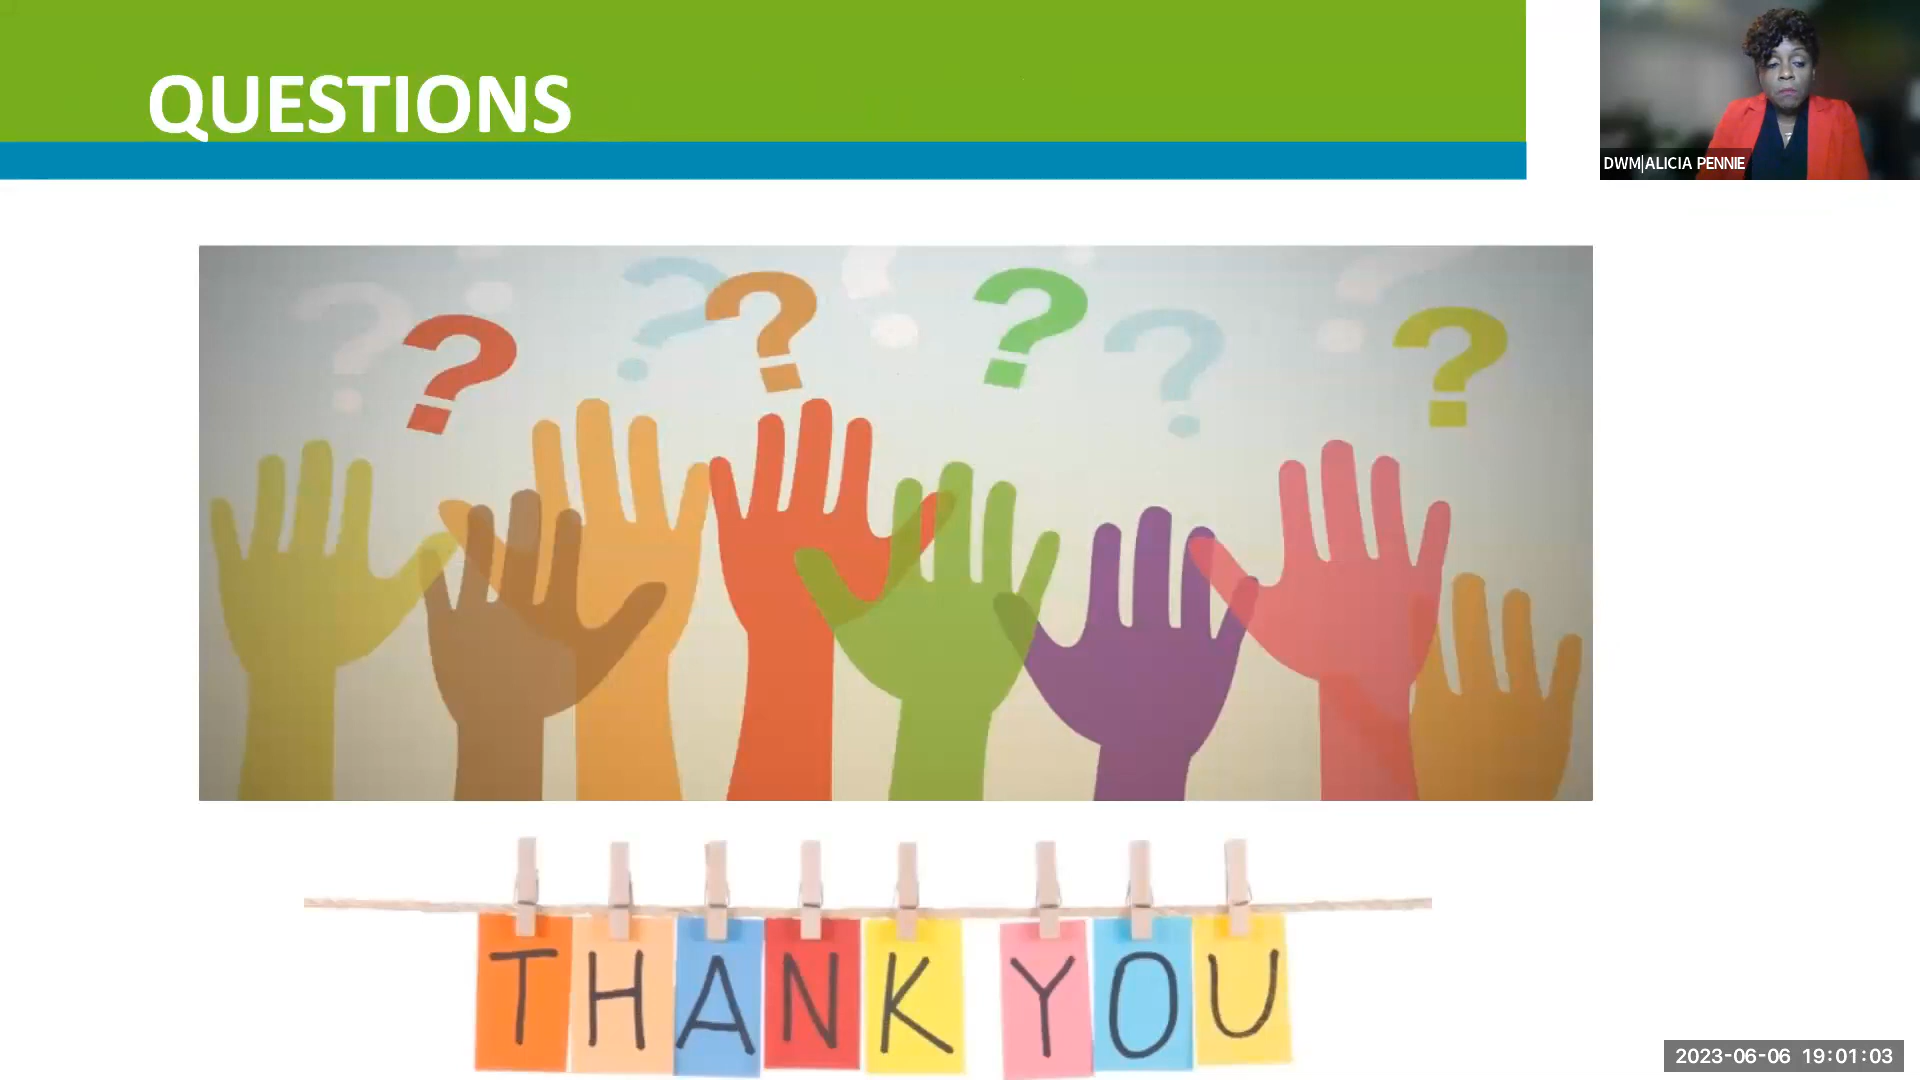 QUESTIONS
DWM|ALICIA PENNIE
? ? ? ? ? ? ? ?
THANK YOU
2023-06-06 19:01:03